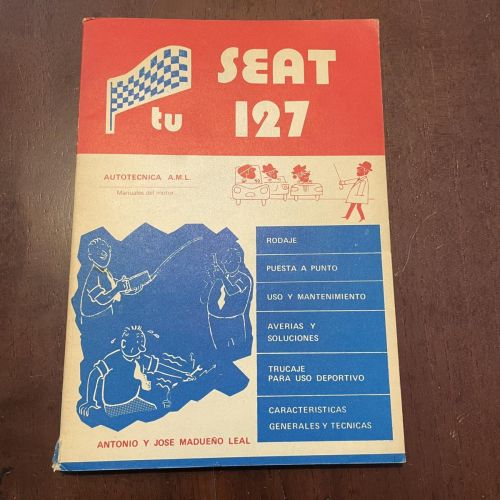 SEAT
tu 127
AUTOTECNICA A.M.L.
Manuales del motor
RODAJE
PUESTA A PUNTO
USO Y MANTENIMIENTO
AVERIAS Y
SOLUCIONES
TRUCAJE
PARA USO DEPORTIVO
CARACTERISTICAS
GENERALES Y TECNICAS
ANTONIO Y JOSE MADUEÑO LEAL